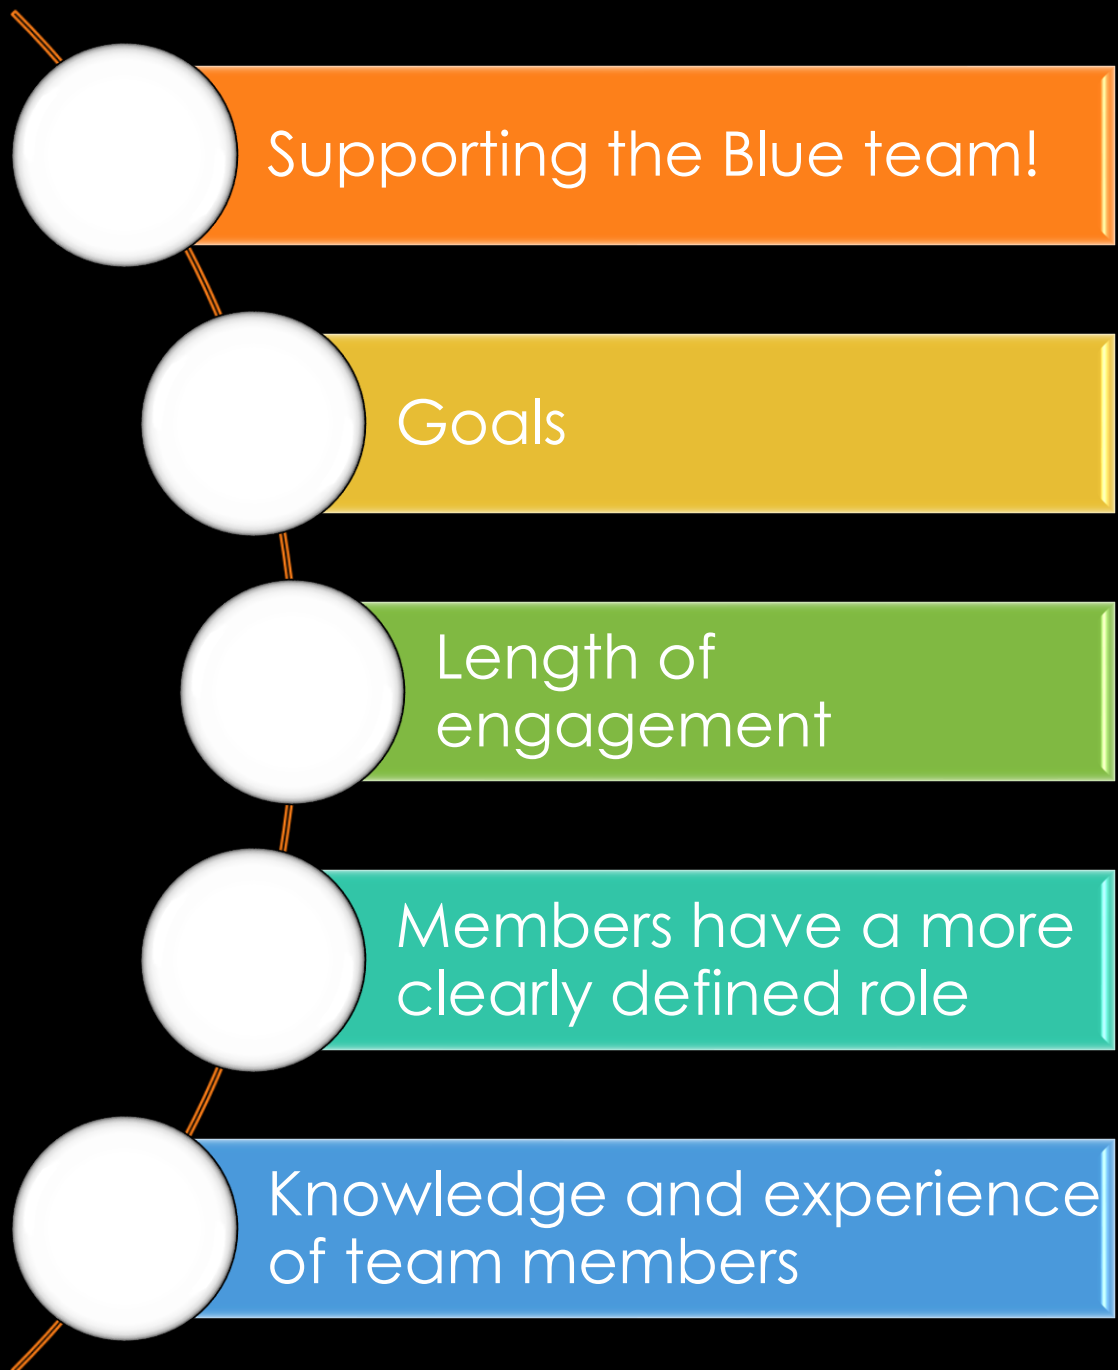 Supporting the Blue team!
Goals
Length of
engagement
Members have a more
clearly defined role
Knowledge and experience
of team members